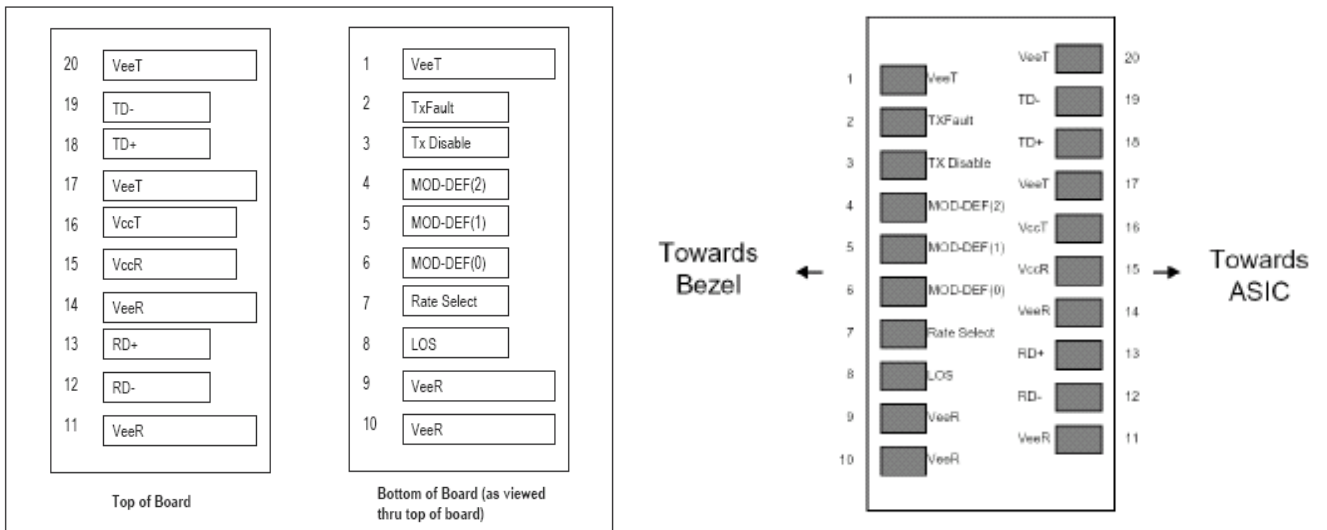 20 VeeT
19 TD-
18 TD+
17 VeeT
16 VccT
15 VccR
14 VeeR
13 RD+
12 RD-
11 VeeR
Top of Board
1 VeeT
2 TxFault
3 Tx Disable
4 MOD-DEF(2)
5 MOD-DEF(1)
6 MOD-DEF(0)
7 Rate Select
8 LOS
9 VeeR
10 VeeR
Bottom of Board (as viewed
thru top of board)
Towards
Bezel
1 VeeT
2 TXFault
3 TX Disable
4 MOD-DEF(2)
5 MOD-DEF(1)
6 MOD-DEF(0)
7 Rate Select
8 LOS
9 VeeR
10 VeeR
VeeT 20
TD- 19
TD+ 18
VeeT 17
VccT 16
VccR 15
VeeR 14
RD+ 13
RD- 12
VeeR 11
Towards
ASIC